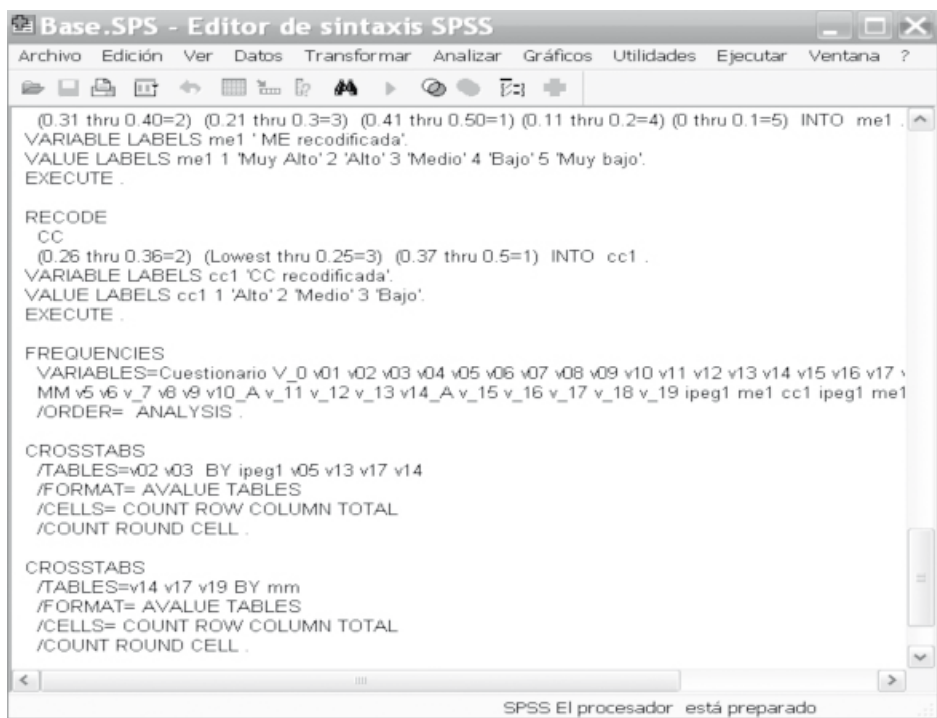 Base.SPS - Editor de sintaxis SPSS
Archivo Edición Ver Datos Transformar Analizar Gráficos Utilidades Ejecutar Ventana ?
(0.31 thru 0.40=2) (0.21 thru 0.3=3) (0.41 thru 0.50=1) (0.11 thru 0.2=4) (0 thru 0.1=5) INTO me1 .
VARIABLE LABELS me1 ' ME recodificada'.
VALUE LABELS me1 1 'Muy Alto' 2 'Alto' 3 'Medio' 4 'Bajo' 5 'Muy bajo'.
EXECUTE .
RECODE
CC
(0.26 thru 0.36=2) (Lowest thru 0.25=3) (0.37 thru 0.5=1) INTO cc1 .
VARIABLE LABELS cc1 'CC recodificada'.
VALUE LABELS cc1 1 'Alto' 2 'Medio' 3 'Bajo'.
EXECUTE .
FREQUENCIES
VARIABLES=Cuestionario V_0 v01 v02 v03 v04 v05 v06 v07 v08 v09 v10 v11 v12 v13 v14 v15 v16 v17
MM v5 v6 v_7 v8 v9 v10_A v_11 v_12 v_13 v14_A v_15 v_16 v_17 v_18 v_19 ipeg1 me1 cc1 ipeg1 me1
/ORDER= ANALYSIS .
CROSSTABS
/TABLES=v02 v03 BY ipeg1 v05 v13 v17 v14
/FORMAT= AVALUE TABLES
/CELLS= COUNT ROW COLUMN TOTAL
/COUNT ROUND CELL .
CROSSTABS
/TABLES=v14 v17 v19 BY mm
/FORMAT= AVALUE TABLES
/CELLS= COUNT ROW COLUMN TOTAL
/COUNT ROUND CELL .
SPSS El procesador está preparado